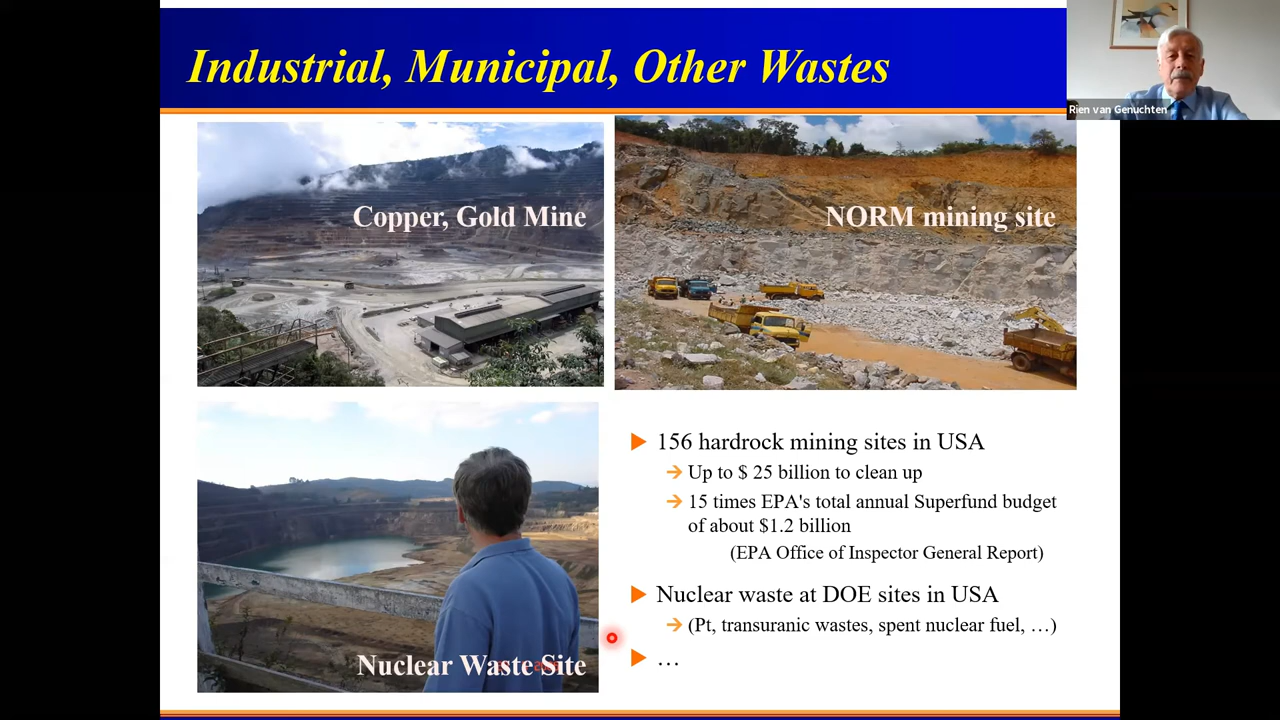 Industrial, Municipal, Other Wastes
Rien van Genuchten
Copper, Gold Mine
NORM mining site
Nuclear Waste Site
156 hardrock mining sites in USA
Up to $ 25 billion to clean up
15 times EPA's total annual Superfund budget
of about $1.2 billion
(EPA Office of Inspector General Report)
Nuclear waste at DOE sites in USA
(Pt, transuranic wastes, spent nuclear fuel, …)
…